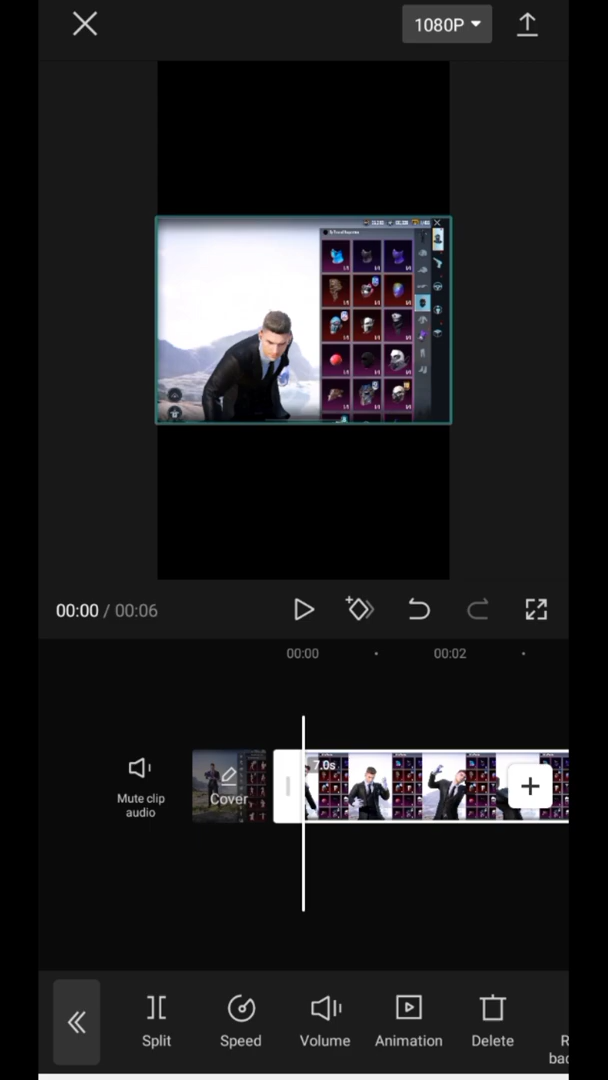 1080P
00:00 / 00:06
00:00
00:02
7.0s
Mute clip
audio
Cover
Split
Speed
Volume
Animation
Delete
R
bac